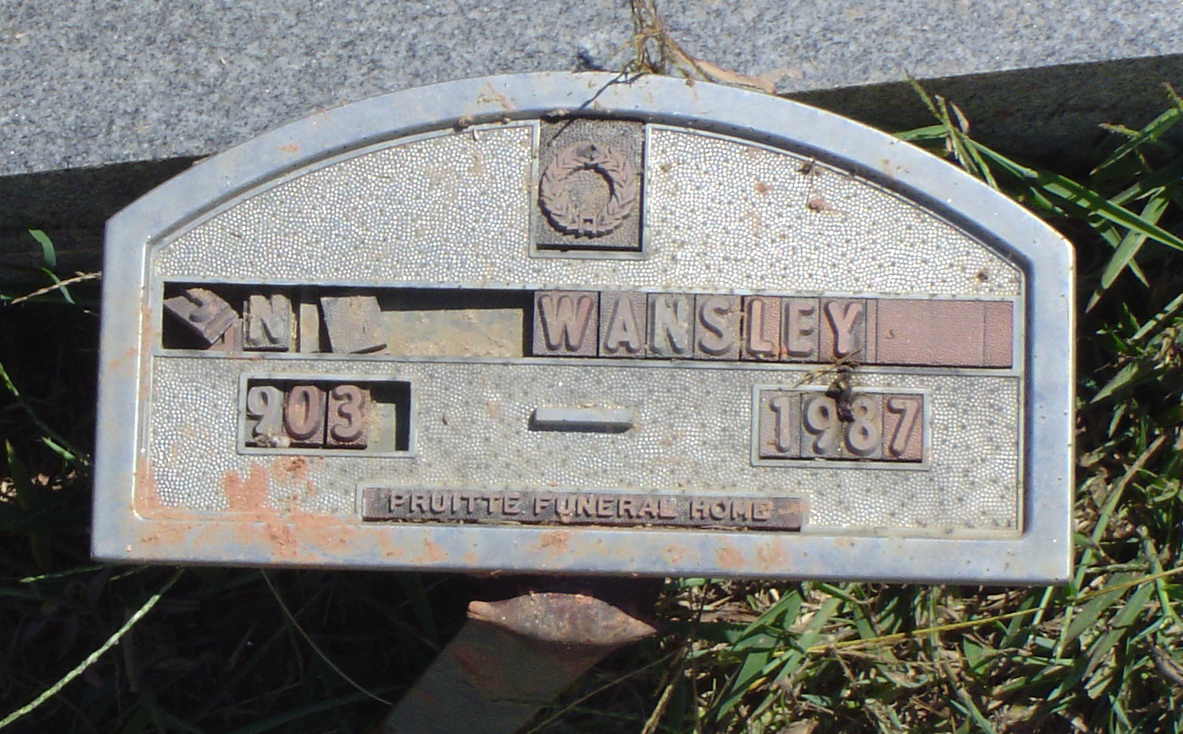 WANSLEY
903 — 1987
PRUITTE FUNERAL HOME